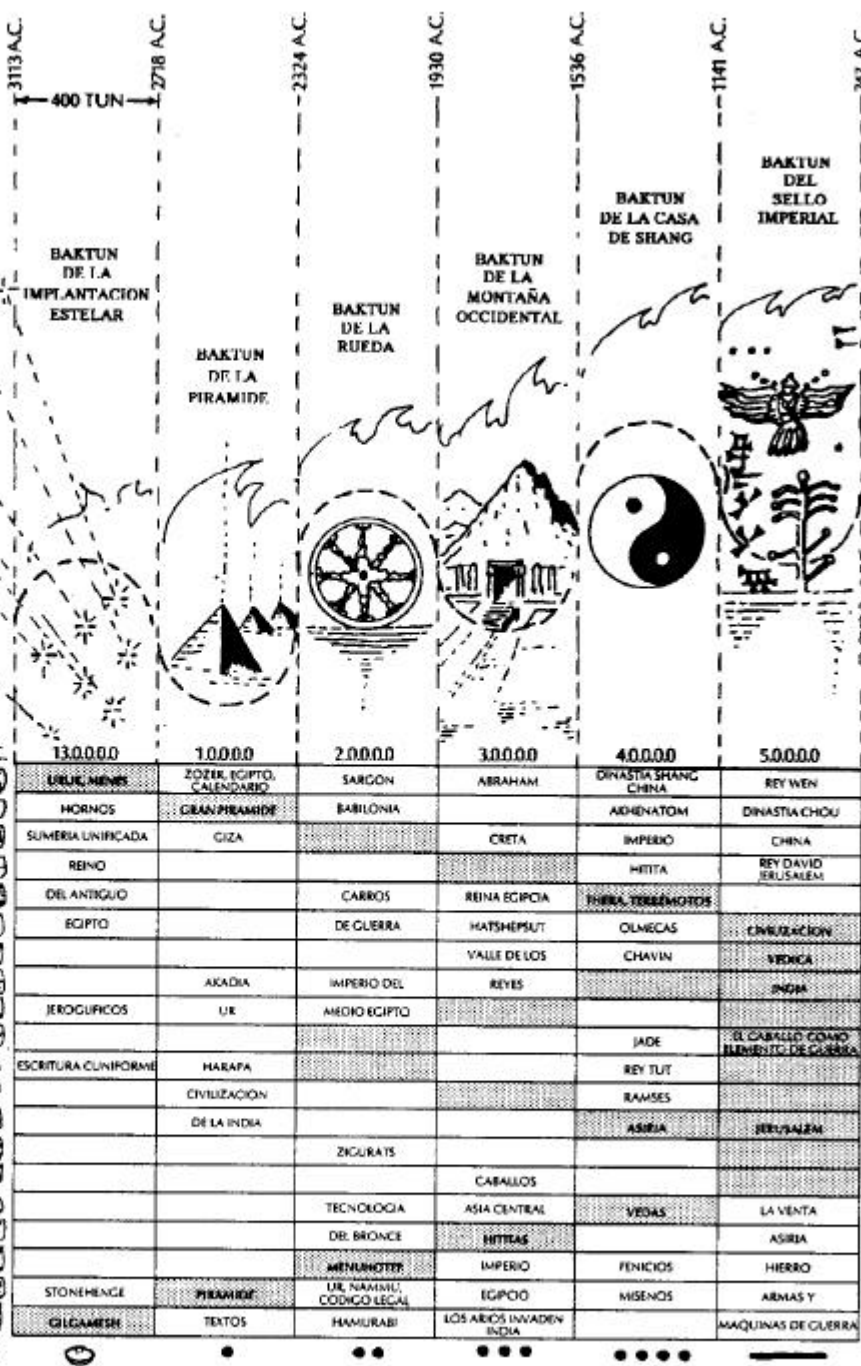 3113 A.C.
2718 A.C.
2324 A.C.
1930 A.C.
1536 A.C.
1141 A.C.
400 TUN
BAKTUN
DE LA
IMPLANTACION
ESTELAR
BAKTUN
DE LA
PIRAMIDE
BAKTUN
DE LA
RUEDA
BAKTUN
DE LA
MONTAÑA
OCCIDENTAL
BAKTUN
DE LA CASA
DE SHANG
BAKTUN
DEL
SELLO
IMPERIAL
13.0.0.0.0 1.0.0.0.0 2.0.0.0.0 3.0.0.0.0 4.0.0.0.0 5.0.0.0.0
URUK, MENES ZOZER, EGIPTO, CALENDARIO SARGON ABRAHAM DINASTIA SHANG CHINA REY WEN
HORNOS GRAN PIRAMIDE BABILONIA AKHENATOM DINASTIA CHOU
SUMERIA UNIFICADA GIZA CRETA IMPERIO CHINA
REINO HITITA REY DAVID JERUSALEM
DEL ANTIGUO CARROS REINA EGIPCIA THERA, TERREMOTOS
EGIPTO DE GUERRA HATSHEPSUT OLMECAS CIVILIZACION
VALLE DE LOS CHAVIN VEDICA
AKADIA IMPERIO DEL REYES INDIA
JEROGLIFICOS UR MEDIO EGIPTO
JADE EL CABALLO COMO ELEMENTO DE GUERRA
ESCRITURA CUNIFORME HARAPA REY TUT
CIVILIZACION RAMSES
DE LA INDIA ASIRIA JERUSALEM
ZIGURATS
CABALLOS
TECNOLOGIA ASIA CENTRAL VEDAS LA VENTA
DEL BRONCE HITITAS ASIRIA
MENUHOTEP IMPERIO FENICIOS HIERRO
STONEHENGE PIRAMIDE UR, NAMMU, CODIGO LEGAL EGIPCIO MISENOS ARMAS Y
GILGAMESH TEXTOS HAMURABI LOS ARIOS INVADEN INDIA MAQUINAS DE GUERRA